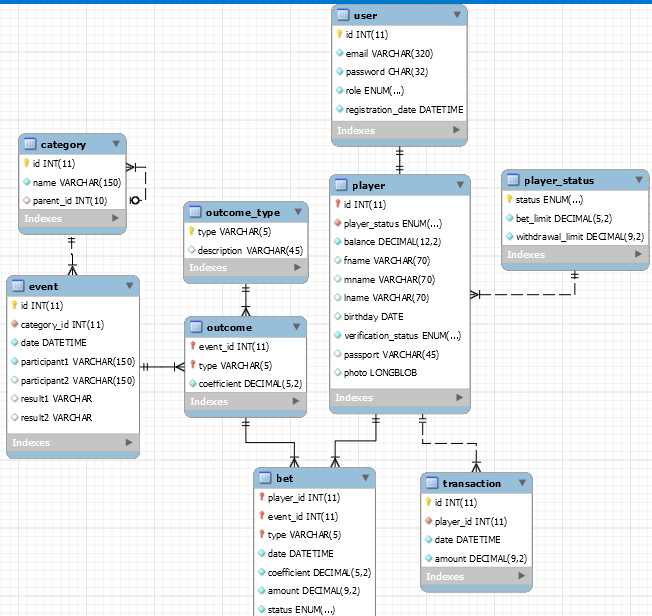 user
id INT(11)
email VARCHAR(320)
password CHAR(32)
role ENUM(...)
registration_date DATETIME
Indexes
category
id INT(11)
name VARCHAR(150)
parent_id INT(10)
Indexes
player
id INT(11)
player_status ENUM(...)
balance DECIMAL(12,2)
fname VARCHAR(70)
mname VARCHAR(70)
lname VARCHAR(70)
birthday DATE
verification_status ENUM(...)
passport VARCHAR(45)
photo LONGBLOB
Indexes
player_status
status ENUM(...)
bet_limit DECIMAL(5,2)
withdrawal_limit DECIMAL(9,2)
Indexes
outcome_type
type VARCHAR(5)
description VARCHAR(45)
Indexes
event
id INT(11)
category_id INT(11)
date DATETIME
participant1 VARCHAR(150)
participant2 VARCHAR(150)
result1 VARCHAR
result2 VARCHAR
Indexes
outcome
event_id INT(11)
type VARCHAR(5)
coefficient DECIMAL(5,2)
Indexes
bet
player_id INT(11)
event_id INT(11)
type VARCHAR(5)
date DATETIME
coefficient DECIMAL(5,2)
amount DECIMAL(9,2)
status ENUM(...)
transaction
id INT(11)
player_id INT(11)
date DATETIME
amount DECIMAL(9,2)
Indexes